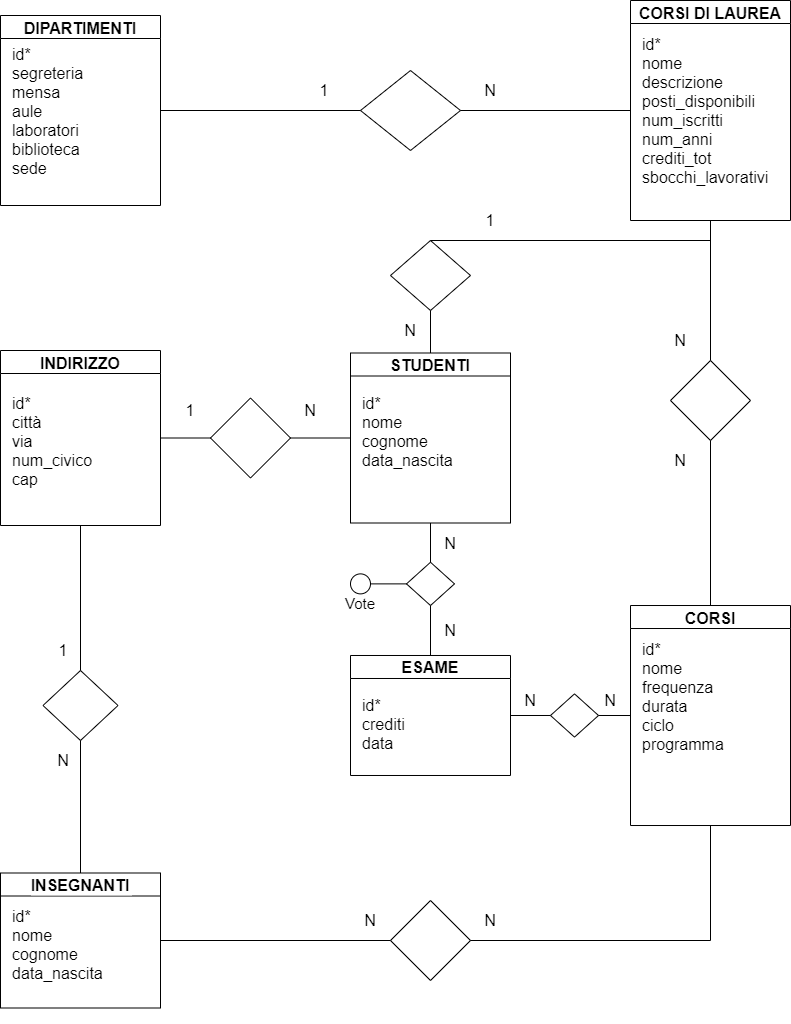 DIPARTIMENTI
id*
segreteria
mensa
aule
laboratori
biblioteca
sede
1
N
CORSI DI LAUREA
id*
nome
descrizione
posti_disponibili
num_iscritti
num_anni
crediti_tot
sbocchi_lavorativi
1
N
N
N
INDIRIZZO
id*
città
via
num_civico
cap
1
N
STUDENTI
id*
nome
cognome
data_nascita
N
Vote
N
ESAME
id*
crediti
data
N
N
CORSI
id*
nome
frequenza
durata
ciclo
programma
1
N
INSEGNANTI
id*
nome
cognome
data_nascita
N
N